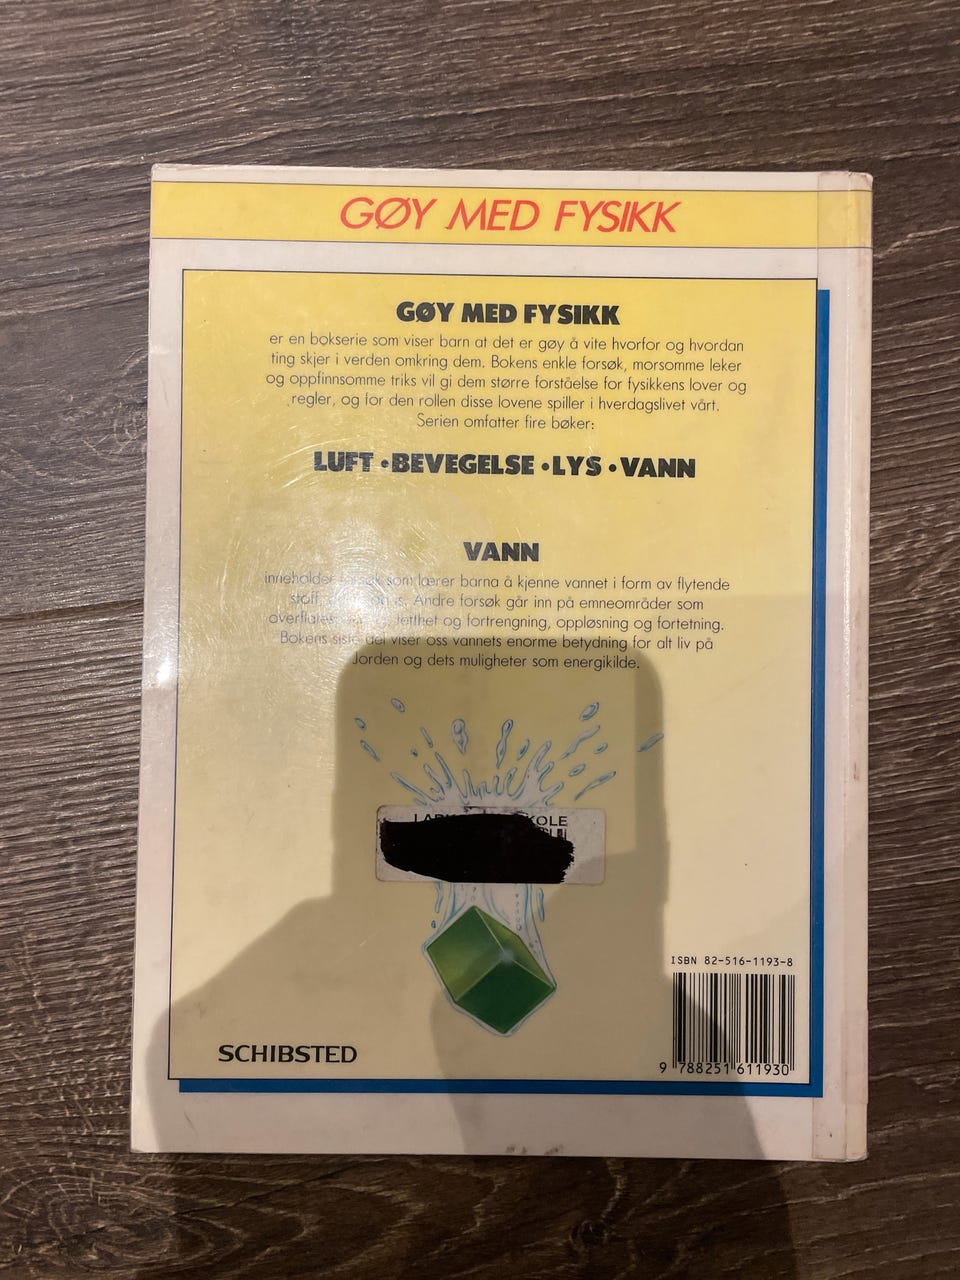 GØY MED FYSIKK
GØY MED FYSIKK
er en bokserie som viser barn at det er gøy å vite hvorfor og hvordan
ting skjer i verden omkring dem. Bokens enkle forsøk, morsomme leker
og oppfinnsomme triks vil gi dem større forståelse for fysikkens lover og
regler, og for den rollen disse lovene spiller i hverdagslivet vårt.
Serien omfatter fire bøker:
LUFT • BEVEGELSE • LYS • VANN
VANN
inneholder forsøk som lærer barna å kjenne vannet i form av flytende
stoff, Andre forsøk går inn på emneområder som
tetthet og fortrengning, oppløsning og fortetning.
Bokens siste del viser oss vannets enorme betydning for alt liv på
Jorden og dets muligheter som energikilde.
ISBN 82-516-1193-8
SCHIBSTED
9 788251 611930